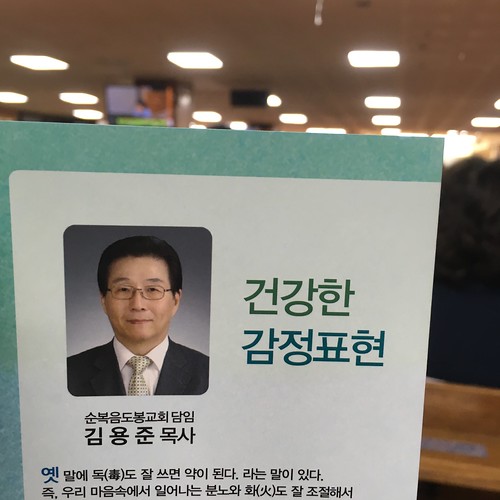 건강한
감정표현
순복음도봉교회 담임
김용준 목사
옛 말에 독(毒)도 잘 쓰면 약이 된다. 라는 말이 있다.
즉, 우리 마음속에서 일어나는 분노와 화(火)도 잘 조절해서